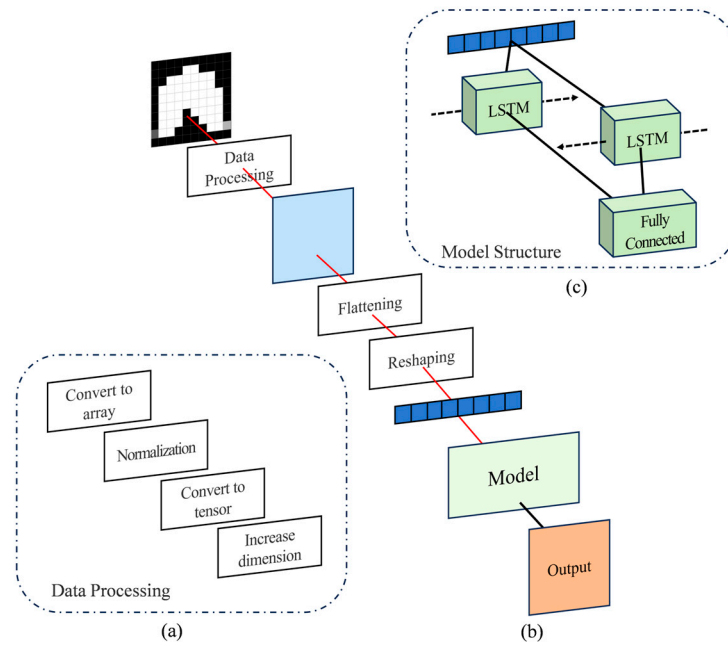 LSTM
LSTM
Fully
Connected
Model Structure
(c)
Data
Processing
Flattening
Reshaping
Model
Output
(b)
Convert to
array
Normalization
Convert to
tensor
Increase
dimension
Data Processing
(a)